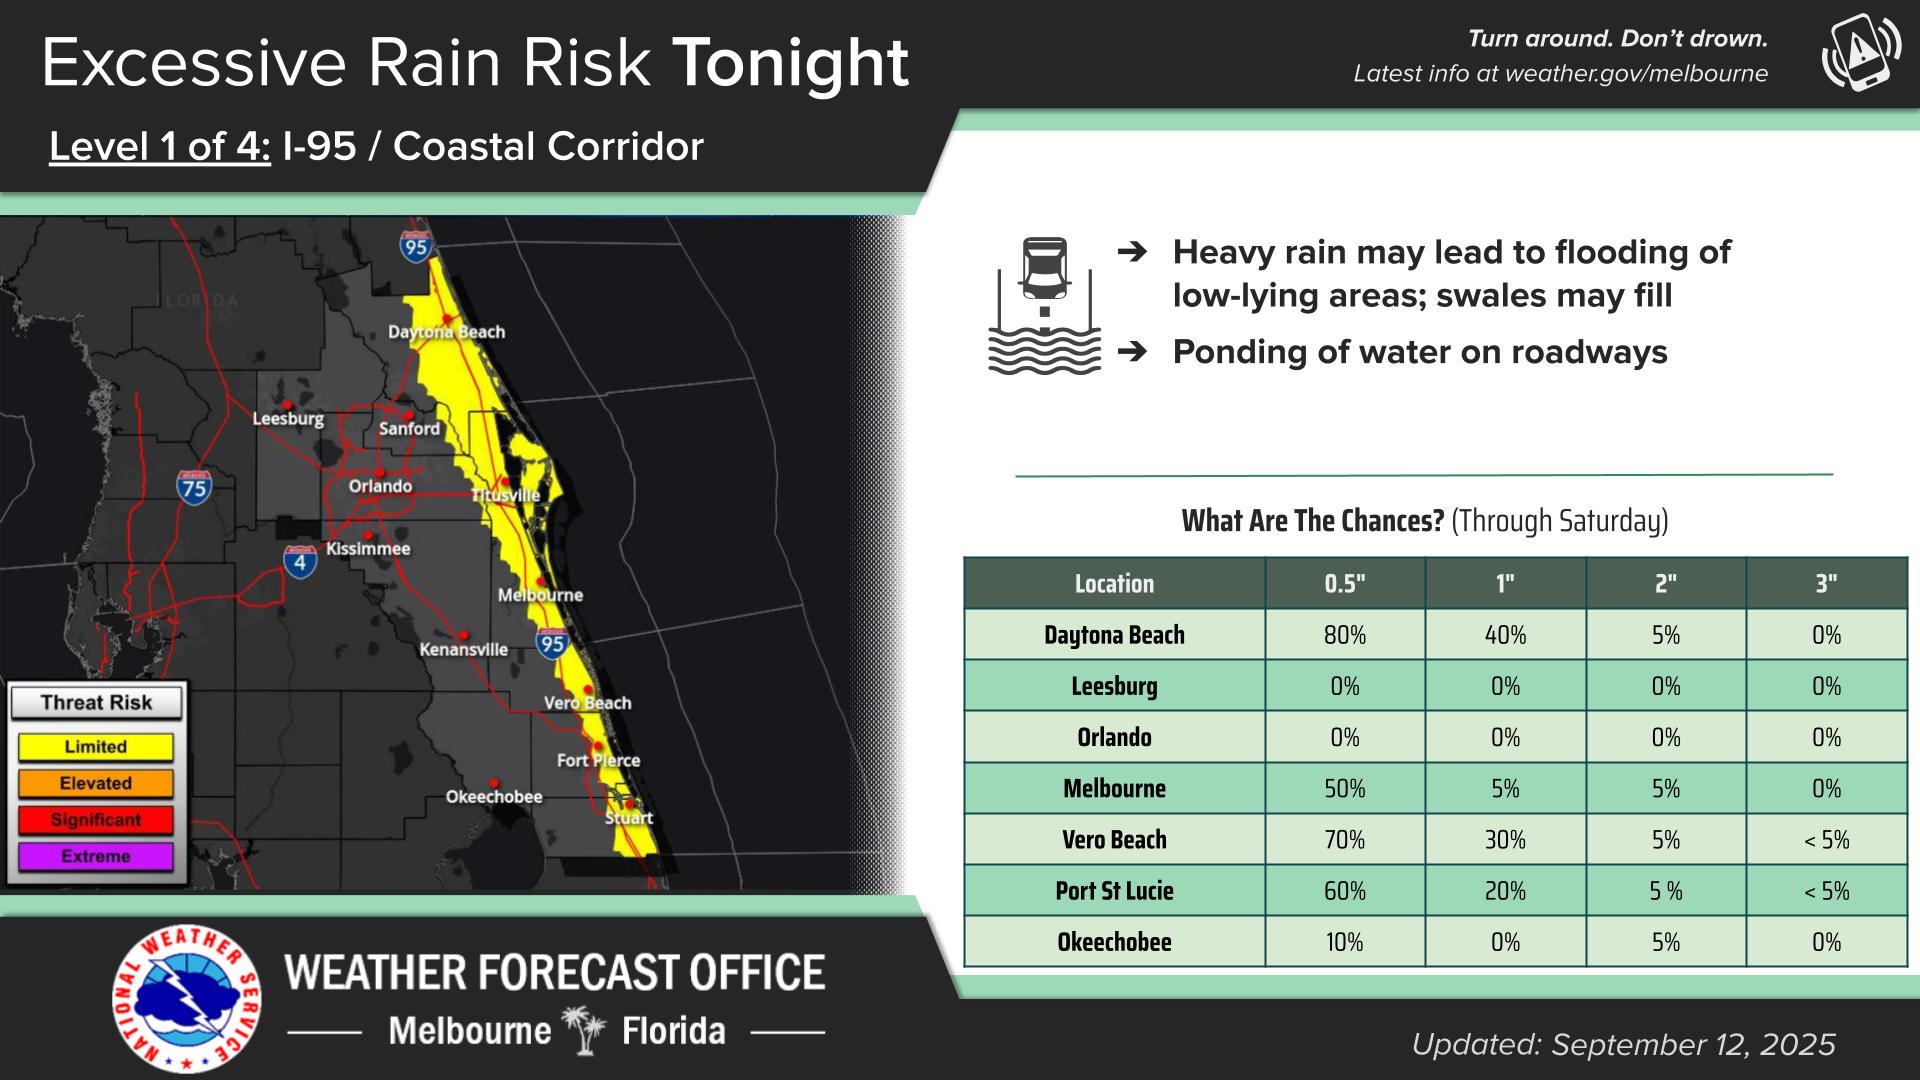 Excessive Rain Risk Tonight
Level 1 of 4: I-95 / Coastal Corridor
Turn around. Don't drown.
Latest info at weather.gov/melbourne
95
FLORIDA
Daytona Beach
Leesburg
Sanford
75
Orlando
Titusville
4
Kissimmee
Melbourne
95
Kenansville
Vero Beach
Fort Pierce
Okeechobee
Stuart
Threat Risk
Limited
Elevated
Significant
Extreme
➔ Heavy rain may lead to flooding of
low-lying areas; swales may fill
➔ Ponding of water on roadways
What Are The Chances? (Through Saturday)
Location 0.5" 1" 2" 3"
Daytona Beach 80% 40% 5% 0%
Leesburg 0% 0% 0% 0%
Orlando 0% 0% 0% 0%
Melbourne 50% 5% 5% 0%
Vero Beach 70% 30% 5% < 5%
Port St Lucie 60% 20% 5 % < 5%
Okeechobee 10% 0% 5% 0%
NATIONAL WEATHER SERVICE
WEATHER FORECAST OFFICE
Melbourne Florida
Updated: September 12, 2025